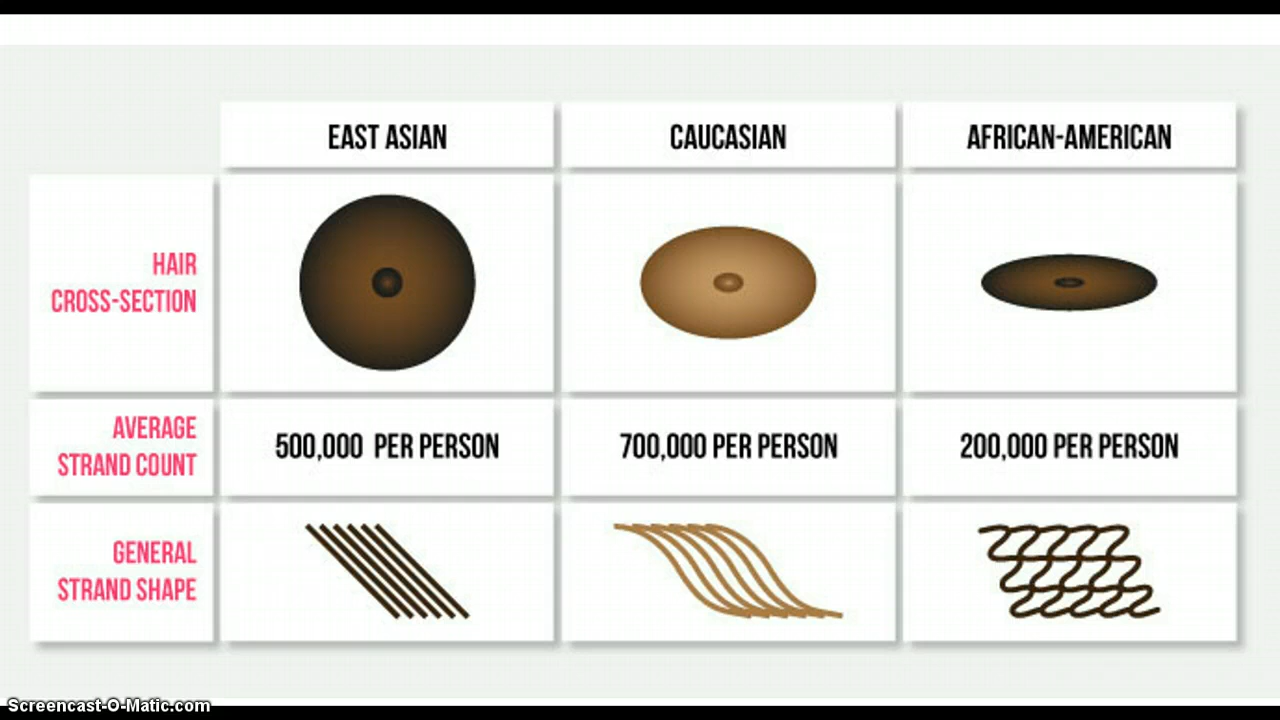 EAST ASIAN
CAUCASIAN
AFRICAN-AMERICAN
HAIR
CROSS-SECTION
AVERAGE
STRAND COUNT
500,000 PER PERSON
700,000 PER PERSON
200,000 PER PERSON
GENERAL
STRAND SHAPE
Screencast-O-Matic.com